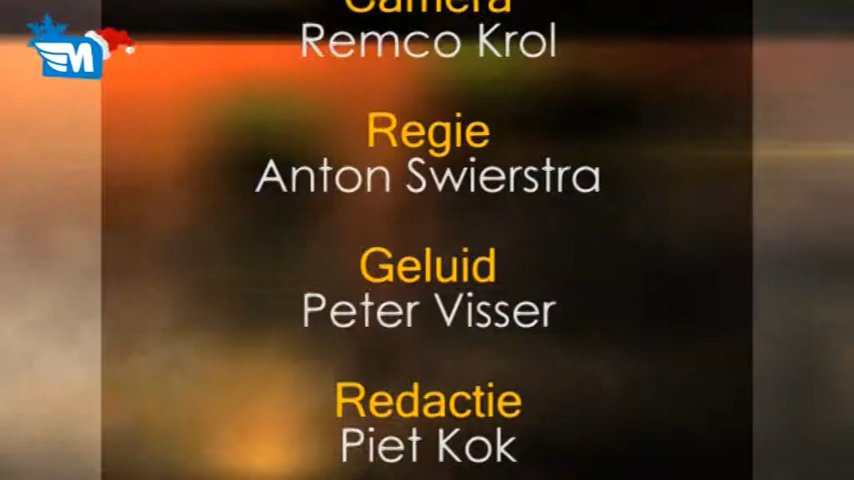 Camera
Remco Krol
Regie
Anton Swierstra
Geluid
Peter Visser
Redactie
Piet Kok
M